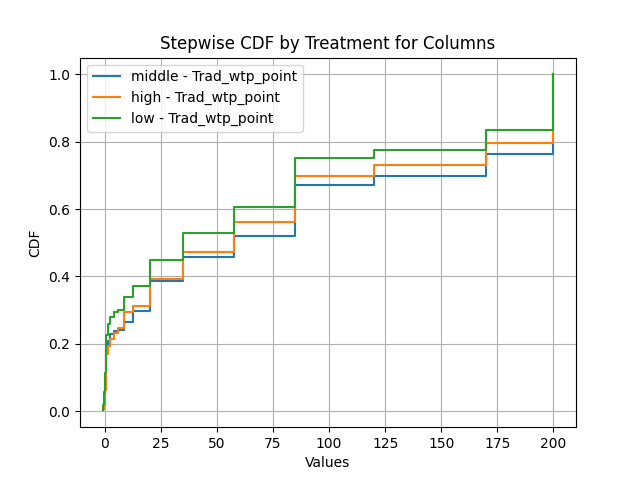 Stepwise CDF by Treatment for Columns
middle - Trad_wtp_point
high - Trad_wtp_point
low - Trad_wtp_point
1.0
0.8
0.6
0.4
0.2
0.0
CDF
0 25 50 75 100 125 150 175 200
Values